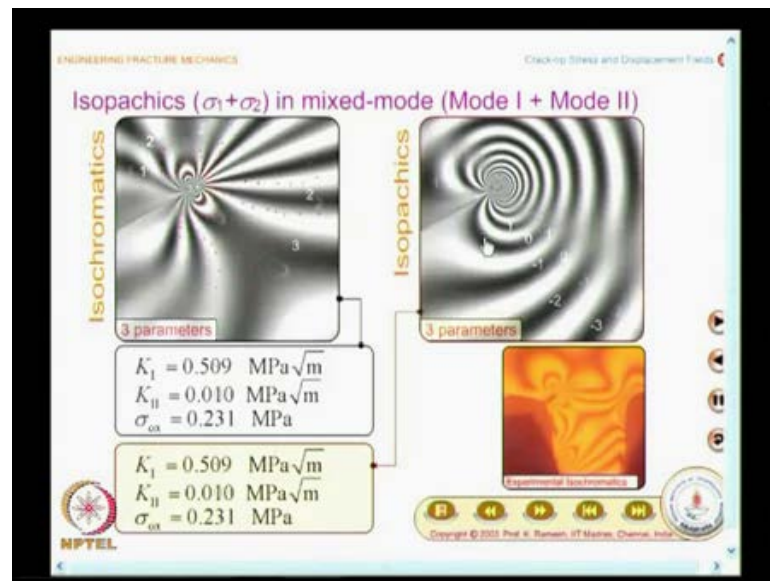 ENGINEERING FRACTURE MECHANICS
Crack-tip Stress and Displacement Fields
Isopachics (σ1+σ2) in mixed-mode (Mode I + Mode II)
Isochromatics
2
1
2
3
3 parameters
Isopachics
1
0
-1
-2
-3
3 parameters
K_I = 0.509 MPa√m
K_II = 0.010 MPa√m
σ_ox = 0.231 MPa
K_I = 0.509 MPa√m
K_II = 0.010 MPa√m
σ_ox = 0.231 MPa
Experimental Isochromatics
NPTEL
Copyright © 2003 Prof. K. Ramesh, IIT Madras, Chennai, India